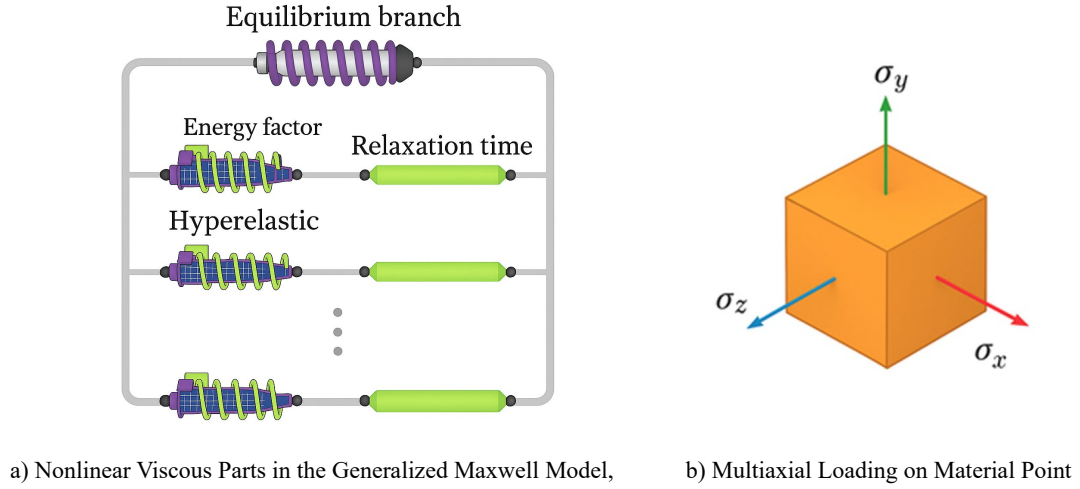 Equilibrium branch
Energy factor
Relaxation time
Hyperelastic
σy
σz
σx
a) Nonlinear Viscous Parts in the Generalized Maxwell Model,
b) Multiaxial Loading on Material Point